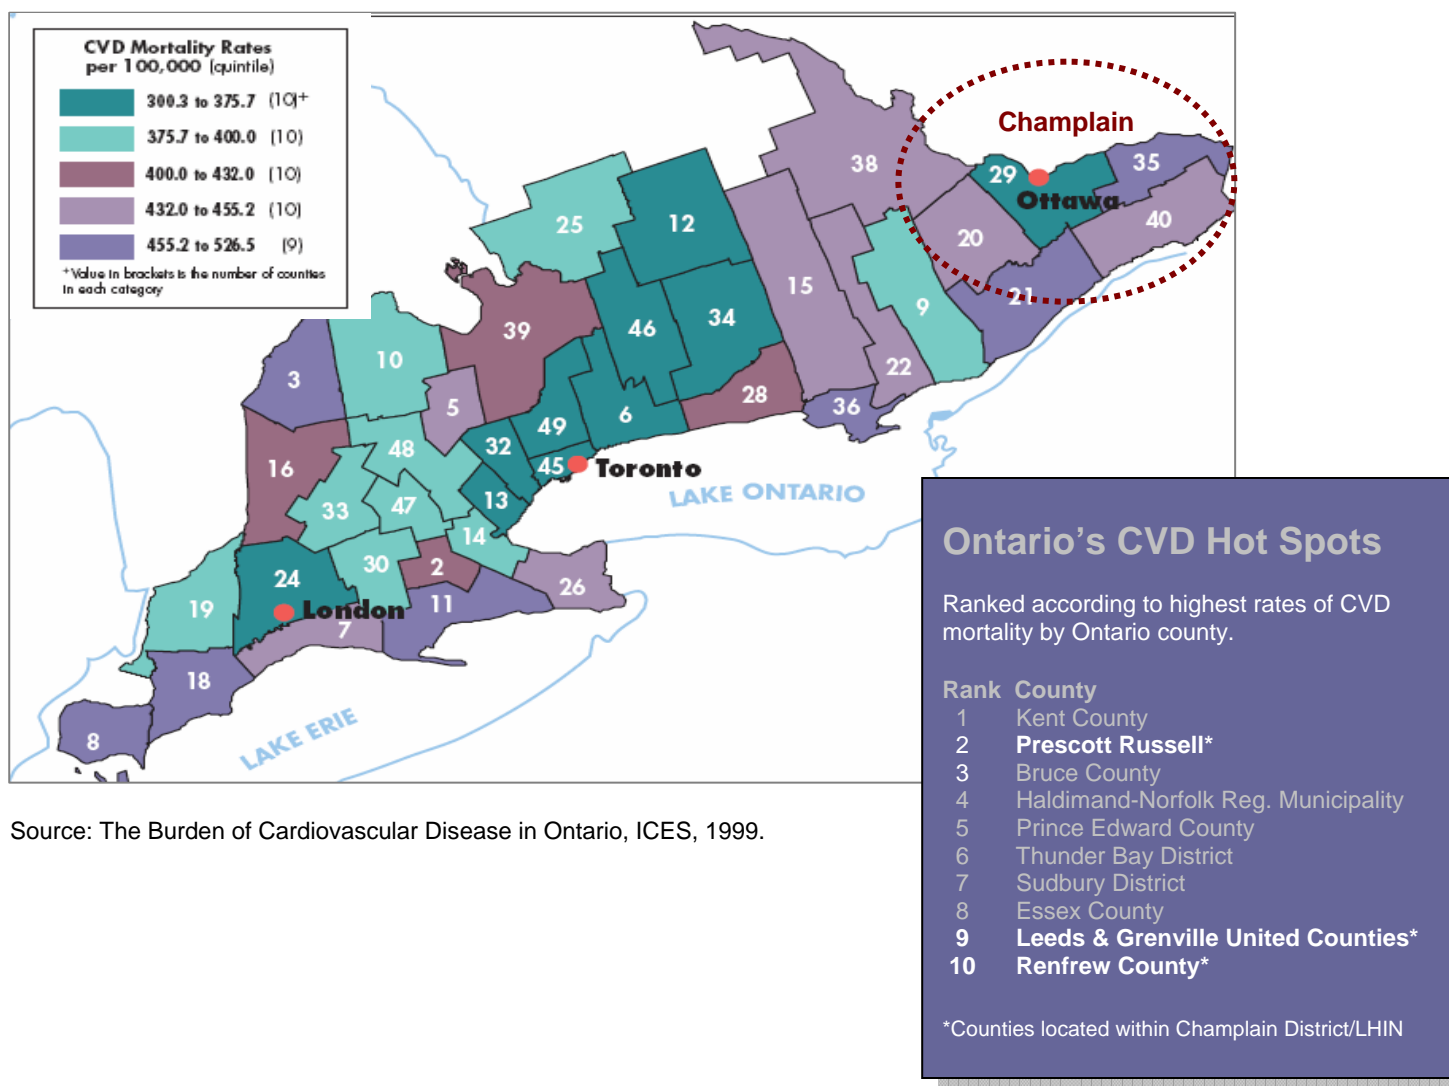 CVD Mortality Rates
per 100,000 (quintile)
300.3 to 375.7 (10)+
375.7 to 400.0 (10)
400.0 to 432.0 (10)
432.0 to 455.2 (10)
455.2 to 526.5 (9)
+Value in brackets is the number of counties
in each category
Champlain
38
29
35
Ottawa
40
25
12
20
15
21
9
39
46
34
10
3
22
28
36
5
6
49
48
32
16
45
Toronto
LAKE ONTARIO
13
47
33
14
30
2
24
26
19
London
11
7
18
LAKE ERIE
8
Ontario's CVD Hot Spots
Ranked according to highest rates of CVD
mortality by Ontario county.
Rank County
1 Kent County
2 Prescott Russell*
3 Bruce County
4 Haldimand-Norfolk Reg. Municipality
5 Prince Edward County
6 Thunder Bay District
7 Sudbury District
8 Essex County
9 Leeds & Grenville United Counties*
10 Renfrew County*
*Counties located within Champlain District/LHIN
Source: The Burden of Cardiovascular Disease in Ontario, ICES, 1999.